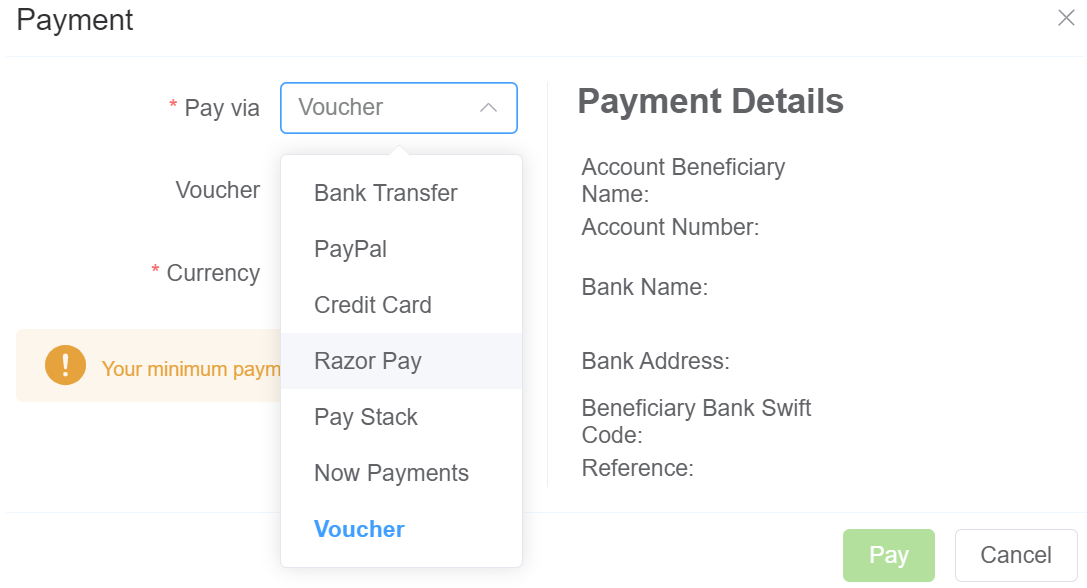 Payment
* Pay via
Voucher
Voucher
* Currency
Your minimum paym
Bank Transfer
PayPal
Credit Card
Razor Pay
Pay Stack
Now Payments
Voucher
Payment Details
Account Beneficiary
Name:
Account Number:
Bank Name:
Bank Address:
Beneficiary Bank Swift
Code:
Reference:
Pay
Cancel